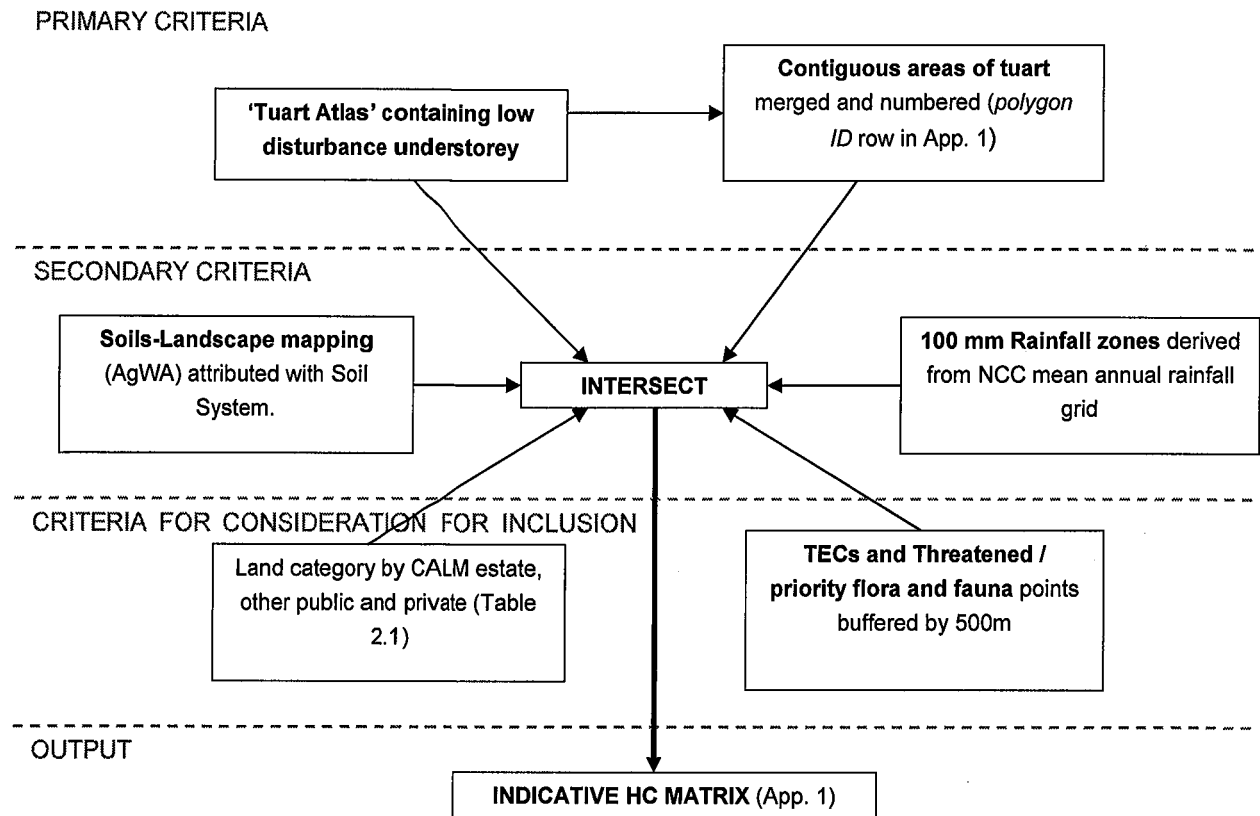 PRIMARY CRITERIA
'Tuart Atlas' containing low
disturbance understorey
Contiguous areas of tuart
merged and numbered (polygon
ID row in App. 1)
SECONDARY CRITERIA
Soils-Landscape mapping
(AgWA) attributed with Soil
System.
INTERSECT
100 mm Rainfall zones derived
from NCC mean annual rainfall
grid
CRITERIA FOR CONSIDERATION FOR INCLUSION
Land category by CALM estate,
other public and private (Table
2.1)
TECs and Threatened /
priority flora and fauna points
buffered by 500m
OUTPUT
INDICATIVE HC MATRIX (App. 1)